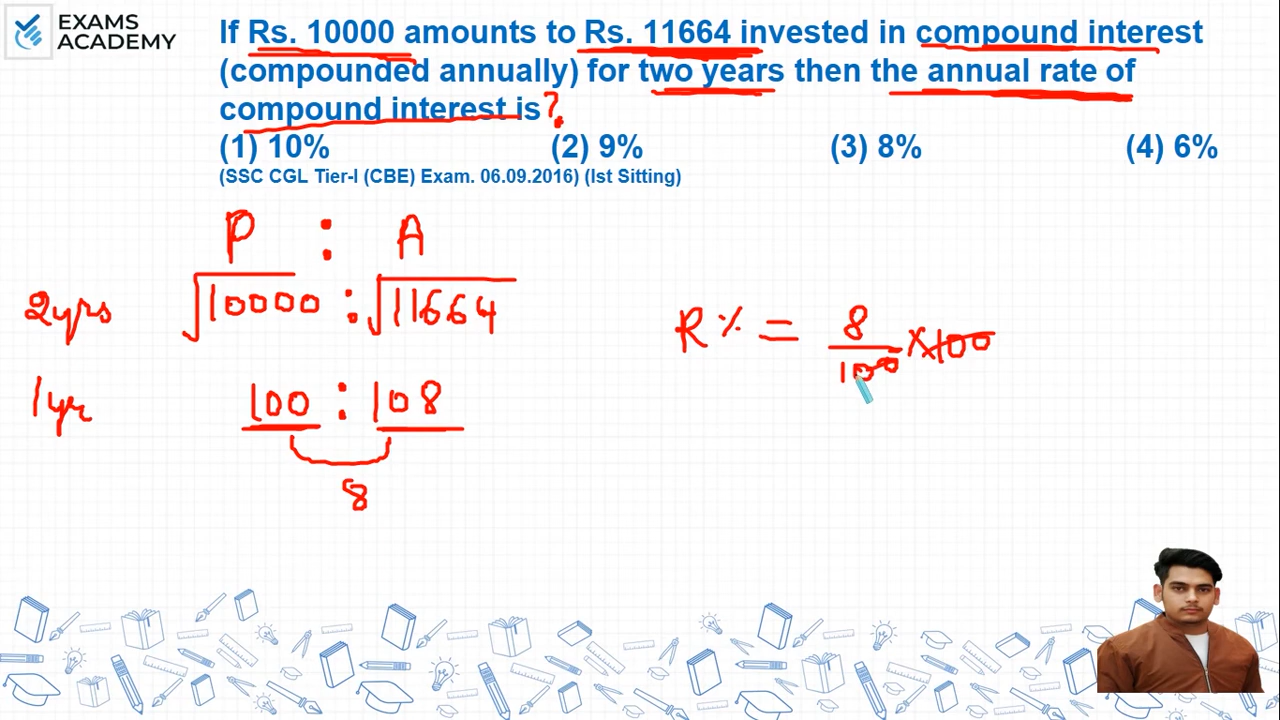 EXAMS
ACADEMY
If Rs. 10000 amounts to Rs. 11664 invested in compound interest
(compounded annually) for two years then the annual rate of
compound interest is?
(1) 10% (2) 9% (3) 8% (4) 6%
(SSC CGL Tier-I (CBE) Exam. 06.09.2016) (Ist Sitting)
P : A
2yrs √10000 : √11664
1yr 100 : 108
8
R% = 8/100 × 100